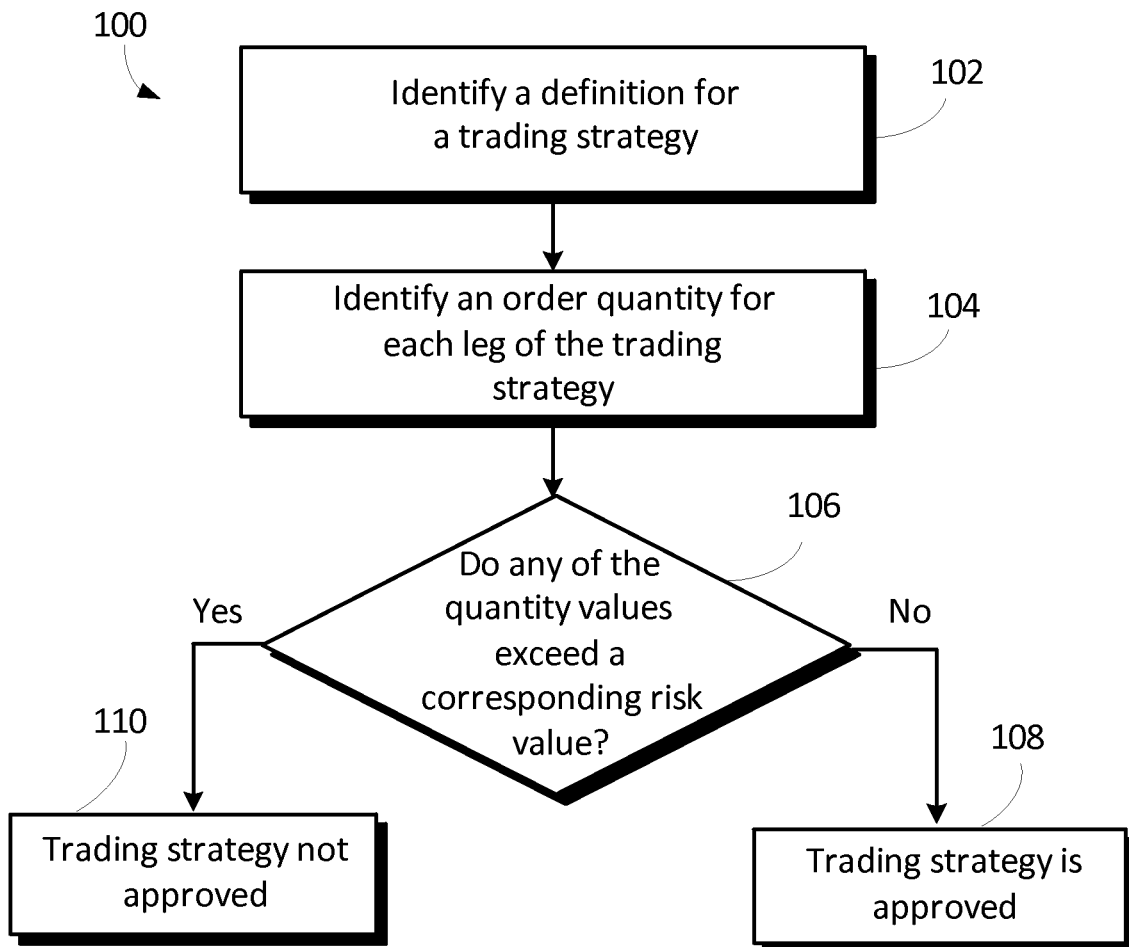 100
Identify a definition for
a trading strategy
102
Identify an order quantity for
each leg of the trading
strategy
104
106
Do any of the
quantity values
exceed a
corresponding risk
value?
Yes
No
110
108
Trading strategy not
approved
Trading strategy is
approved